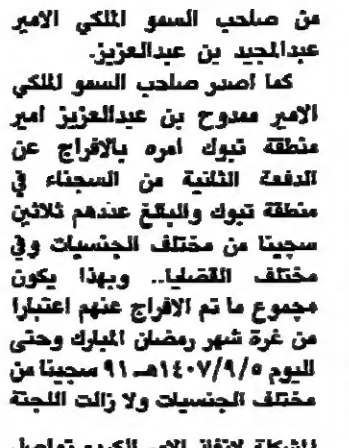 من صاحب السمو الملكي الامير
عبدالمجيد بن عبدالعزيز.
كما اصدر صاحب السمو الملكي
الامير ممدوح بن عبدالعزيز امير
منطقة تبوك امره بالافراج عن
الدفعة الثانية من السجناء في
منطقة تبوك والبالغ عددهم ثلاثين
سجينا من مختلف الجنسيات وفي
مختلف القضايا.. وبهذا يكون
مجموع ما تم الافراج عنهم اعتبارا
من غرة شهر رمضان المبارك وحتى
اليوم ١٤٠٧/٩/٥هـ ٩١ سجينا من
مختلف الجنسيات ولا زالت اللجنة
الامر الكريم تواصل